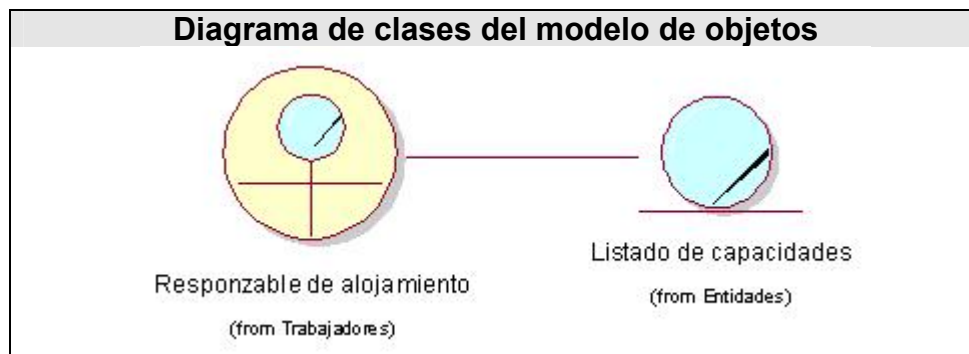 Diagrama de clases del modelo de objetos
Listado de capacidades
(from Entidades)
Responzable de alojamiento
(from Trabajadores)